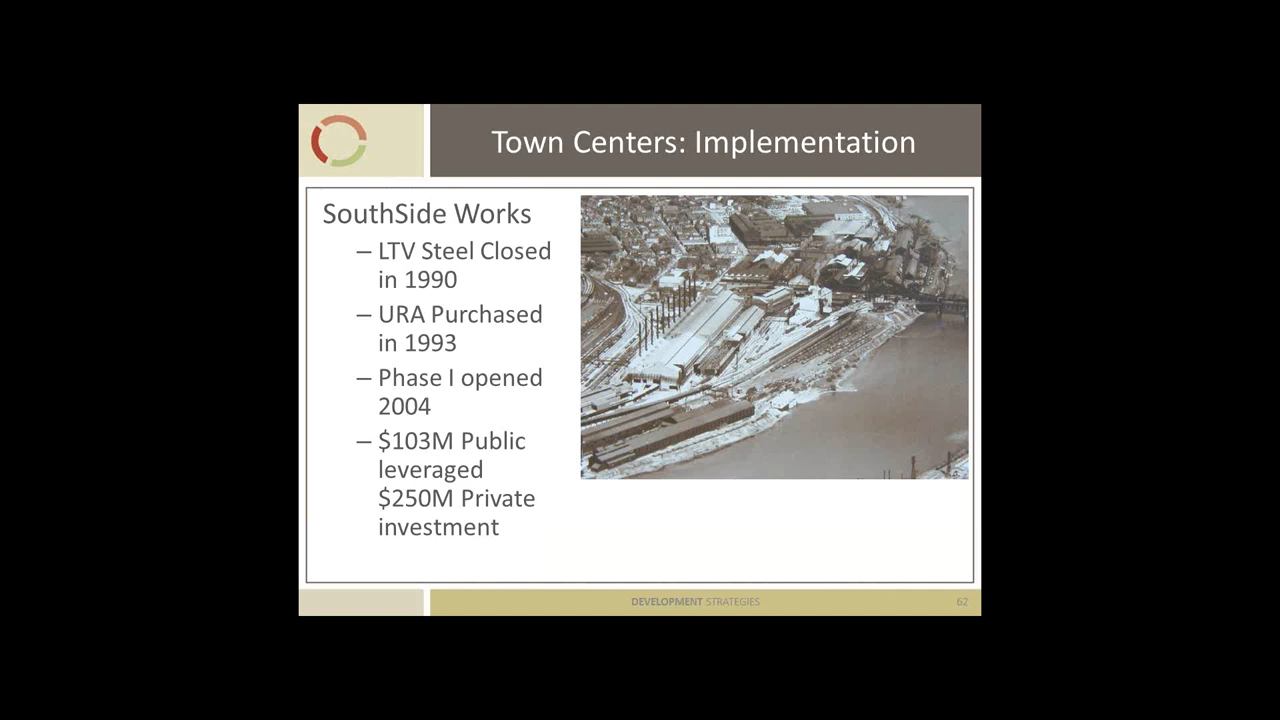 Town Centers: Implementation
SouthSide Works
– LTV Steel Closed
in 1990
– URA Purchased
in 1993
– Phase I opened
2004
– $103M Public
leveraged
$250M Private
investment
DEVELOPMENT STRATEGIES
62